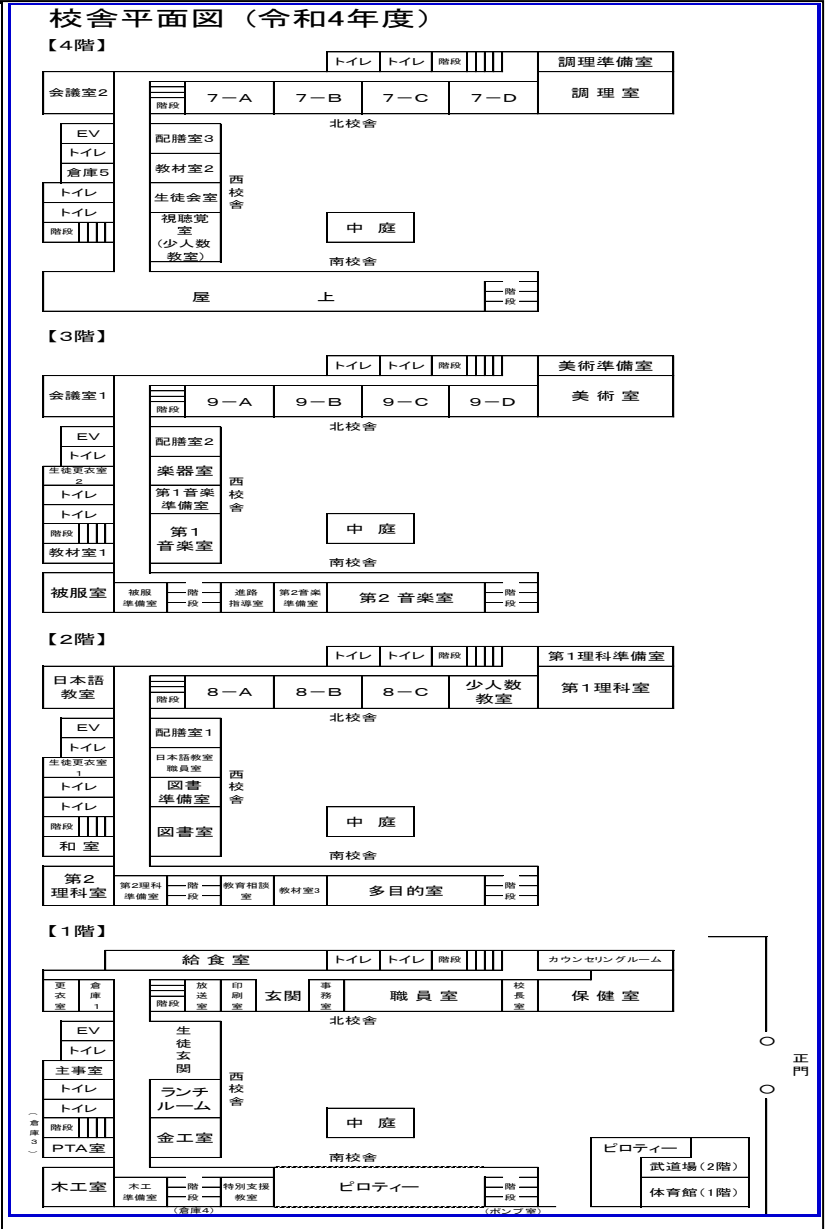 校舎平面図（令和4年度）
【4階】
トイレ トイレ 階段 調理準備室
会議室2 階段 7－A 7－B 7－C 7－D 調理室
北校舎
EV 配膳室3
トイレ
倉庫5 教材室2
西校舎
トイレ 生徒会室
トイレ 視聴覚
室
(少人数
教室)
階段
中庭
南校舎
屋上 階段
【3階】
トイレ トイレ 階段 美術準備室
会議室1 階段 9－A 9－B 9－C 9－D 美術室
北校舎
EV 配膳室2
トイレ
生徒更衣室
2
楽器室
西校舎
トイレ 第1音楽
準備室
トイレ
階段 第1
音楽室
中庭
教材室1
南校舎
被服室 被服
準備室
階段 進路
指導室
第2音楽
準備室
第2 音楽室 階段
【2階】
トイレ トイレ 階段 第1理科準備室
日本語
教室
階段 8－A 8－B 8－C 少人数
教室
第1理科室
北校舎
EV 配膳室1
トイレ
生徒更衣室
1
日本語教室
職員室
西校舎
トイレ 図書
準備室
トイレ
階段 図書室 中庭
和室
南校舎
第2
理科室
第2理科
準備室
階段 教育相談
室
教材室3 多目的室 階段
【1階】
給食室 トイレ トイレ 階段 カウンセリングルーム
更衣室 倉庫1 階段 放送室 印刷室 玄関 事務室 職員室 校長室 保健室
北校舎
EV 生徒玄関
トイレ
正門
主事室
西校舎
トイレ ランチ
ルーム
トイレ
（倉庫3）
階段 金工室 中庭
PTA室
南校舎
ピロティー
武道場(2階)
体育館(1階)
木工室 木工
準備室
階段 特別支援
教室
ピロティー 階段
(倉庫4) (ポンプ室)